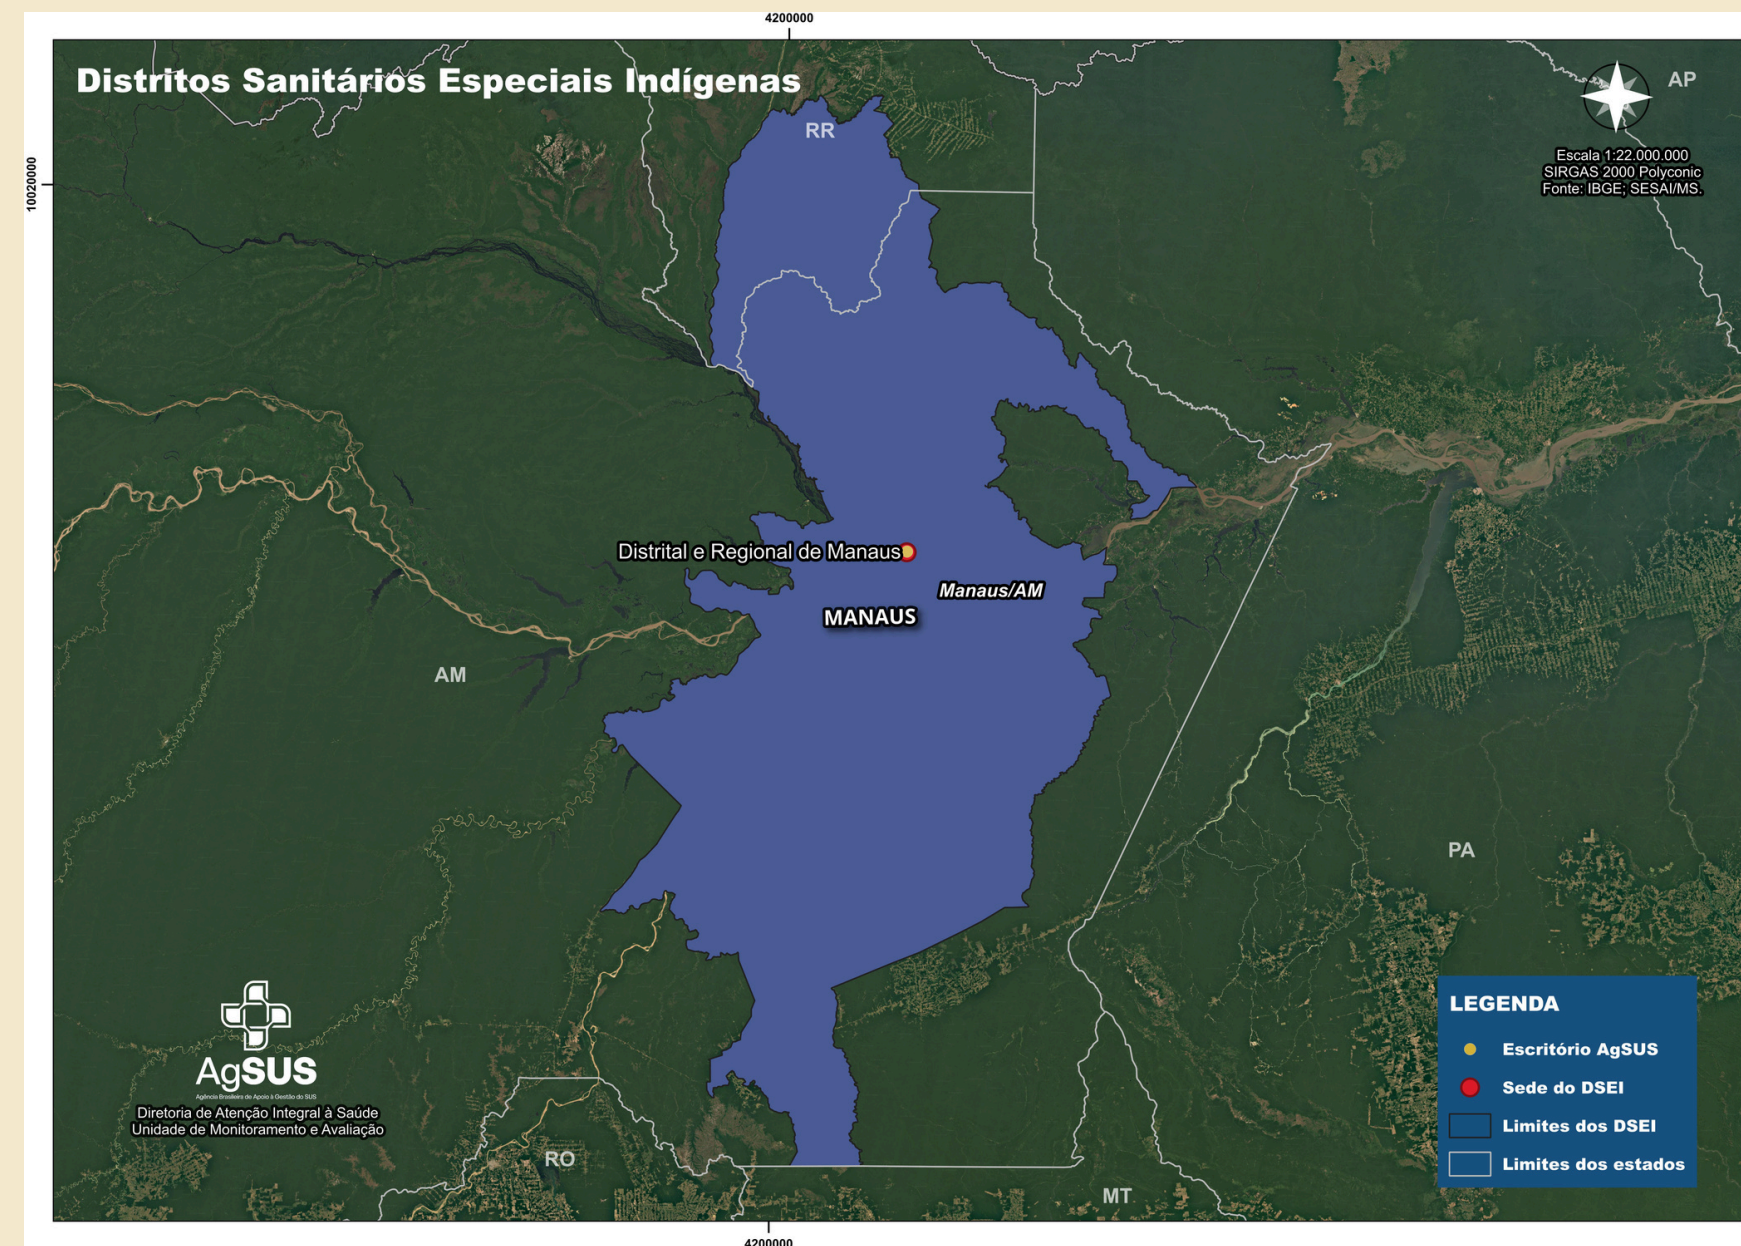 4200000
Distritos Sanitários Especiais Indígenas
AP
RR
Escala 1:22.000.000
SIRGAS 2000 Polyconic
Fonte: IBGE; SESAI/MS.
10020000
Distrital e Regional de Manaus
Manaus/AM
MANAUS
AM
PA
LEGENDA
Escritório AgSUS
Sede do DSEI
Limites dos DSEI
Limites dos estados
AgSUS
Agência Brasileira de Apoio à Gestão do SUS
Diretoria de Atenção Integral à Saúde
Unidade de Monitoramento e Avaliação
RO
MT
4200000